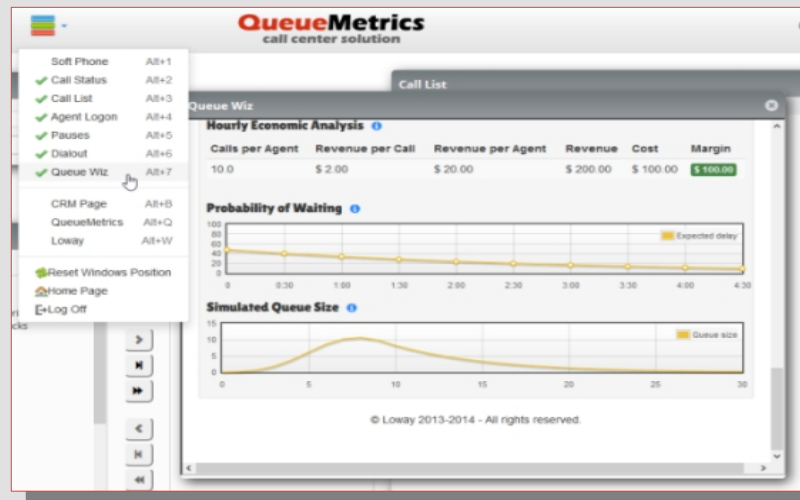 QueueMetrics
call center solution
Soft Phone Alt+1
Call Status Alt+2
Call List Alt+3
Agent Logon Alt+4
Pauses Alt+5
Dialout Alt+6
Queue Wiz Alt+7
CRM Page Alt+B
QueueMetrics Alt+Q
Loway Alt+W
Reset Windows Position
Home Page
Log Off
Call List
Queue Wiz
Hourly Economic Analysis
Calls per Agent Revenue per Call Revenue per Agent Revenue Cost Margin
10.0 $ 2.00 $ 20.00 $ 200.00 $ 100.00 $ 100.00
Probability of Waiting
100
80
60
40
20
0
Expected delay
0 0:30 1:00 1:30 2:00 2:30 3:00 3:30 4:00 4:30
Simulated Queue Size
15
10
5
0
Queue size
0 5 10 15 20 25 30
© Loway 2013-2014 - All rights reserved.